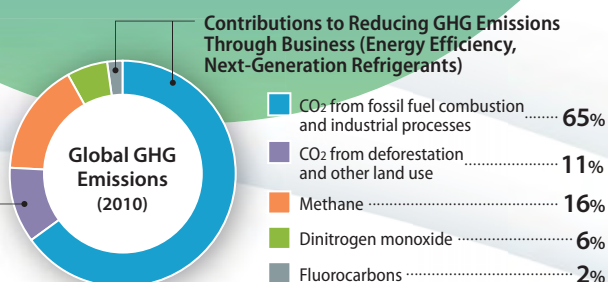 Contributions to Reducing GHG Emissions
Through Business (Energy Efficiency,
Next-Generation Refrigerants)
Global GHG
Emissions
(2010)
CO2 from fossil fuel combustion
and industrial processes 65%
CO2 from deforestation
and other land use 11%
Methane 16%
Dinitrogen monoxide 6%
Fluorocarbons 2%